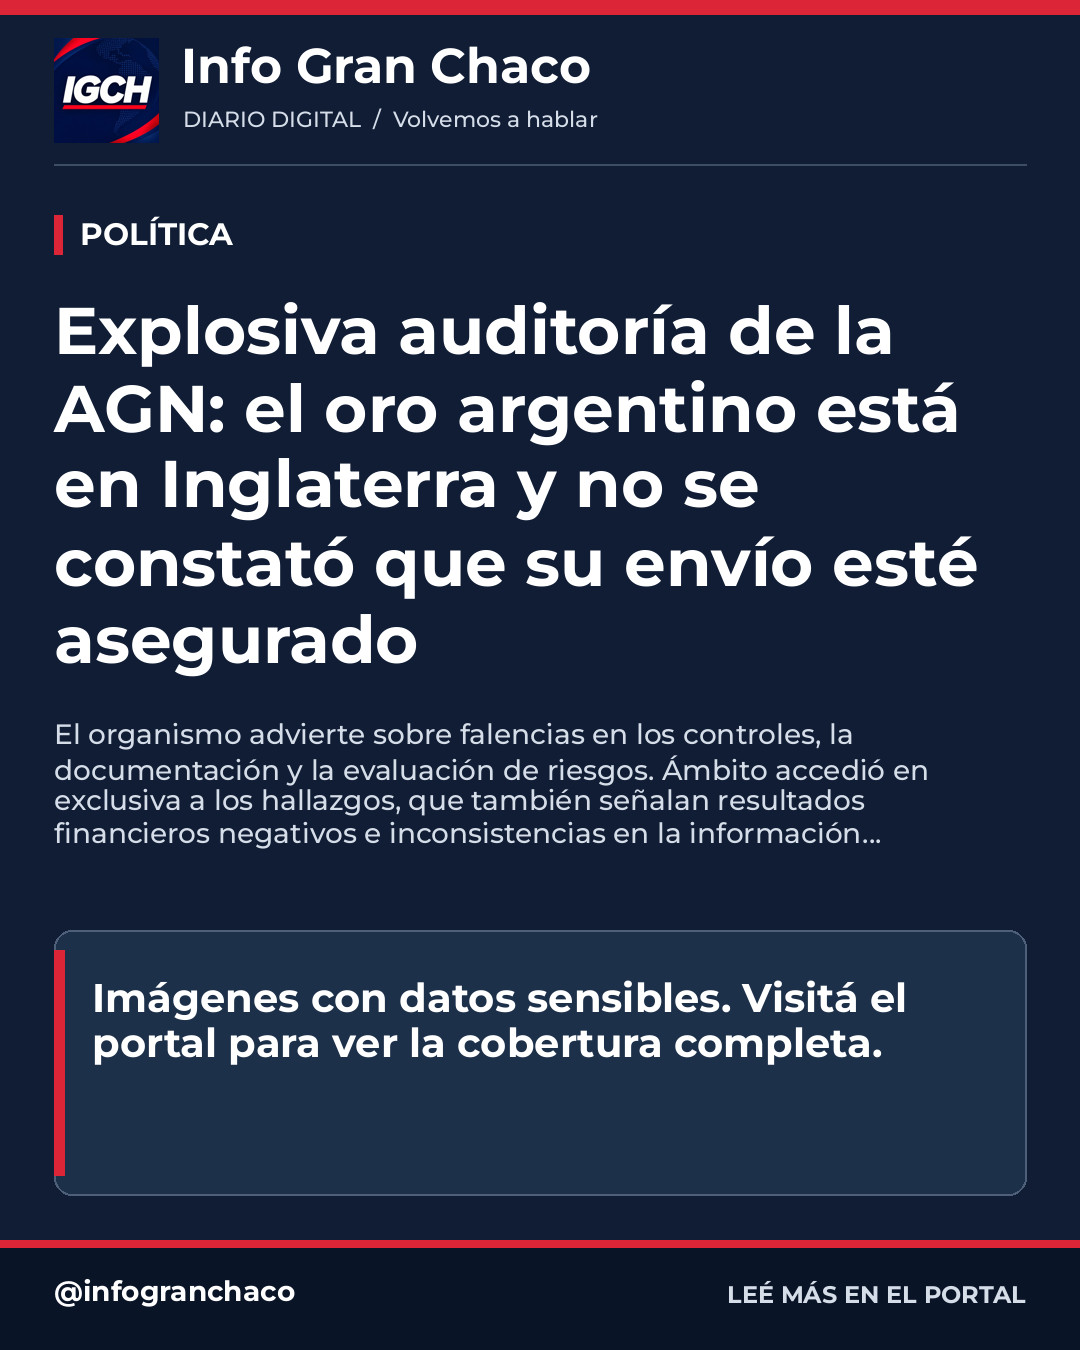 IGCH
Info Gran Chaco
DIARIO DIGITAL / Volvemos a hablar
POLÍTICA
Explosiva auditoría de la
AGN: el oro argentino está
en Inglaterra y no se
constató que su envío esté
asegurado
El organismo advierte sobre falencias en los controles, la
documentación y la evaluación de riesgos. Ámbito accedió en
exclusiva a los hallazgos, que también señalan resultados
financieros negativos e inconsistencias en la información...
Imágenes con datos sensibles. Visitá el
portal para ver la cobertura completa.
@infogranchaco
LEÉ MÁS EN EL PORTAL